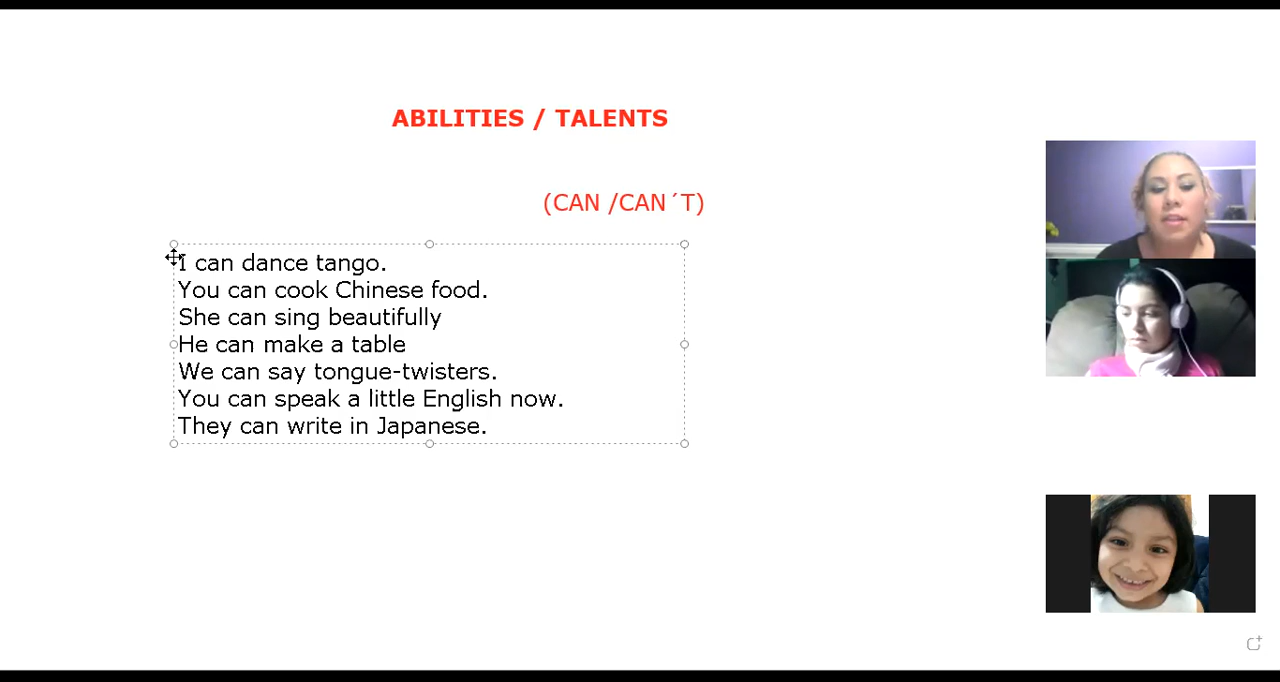 ABILITIES / TALENTS
(CAN /CAN´T)
I can dance tango.
You can cook Chinese food.
She can sing beautifully
He can make a table
We can say tongue-twisters.
You can speak a little English now.
They can write in Japanese.